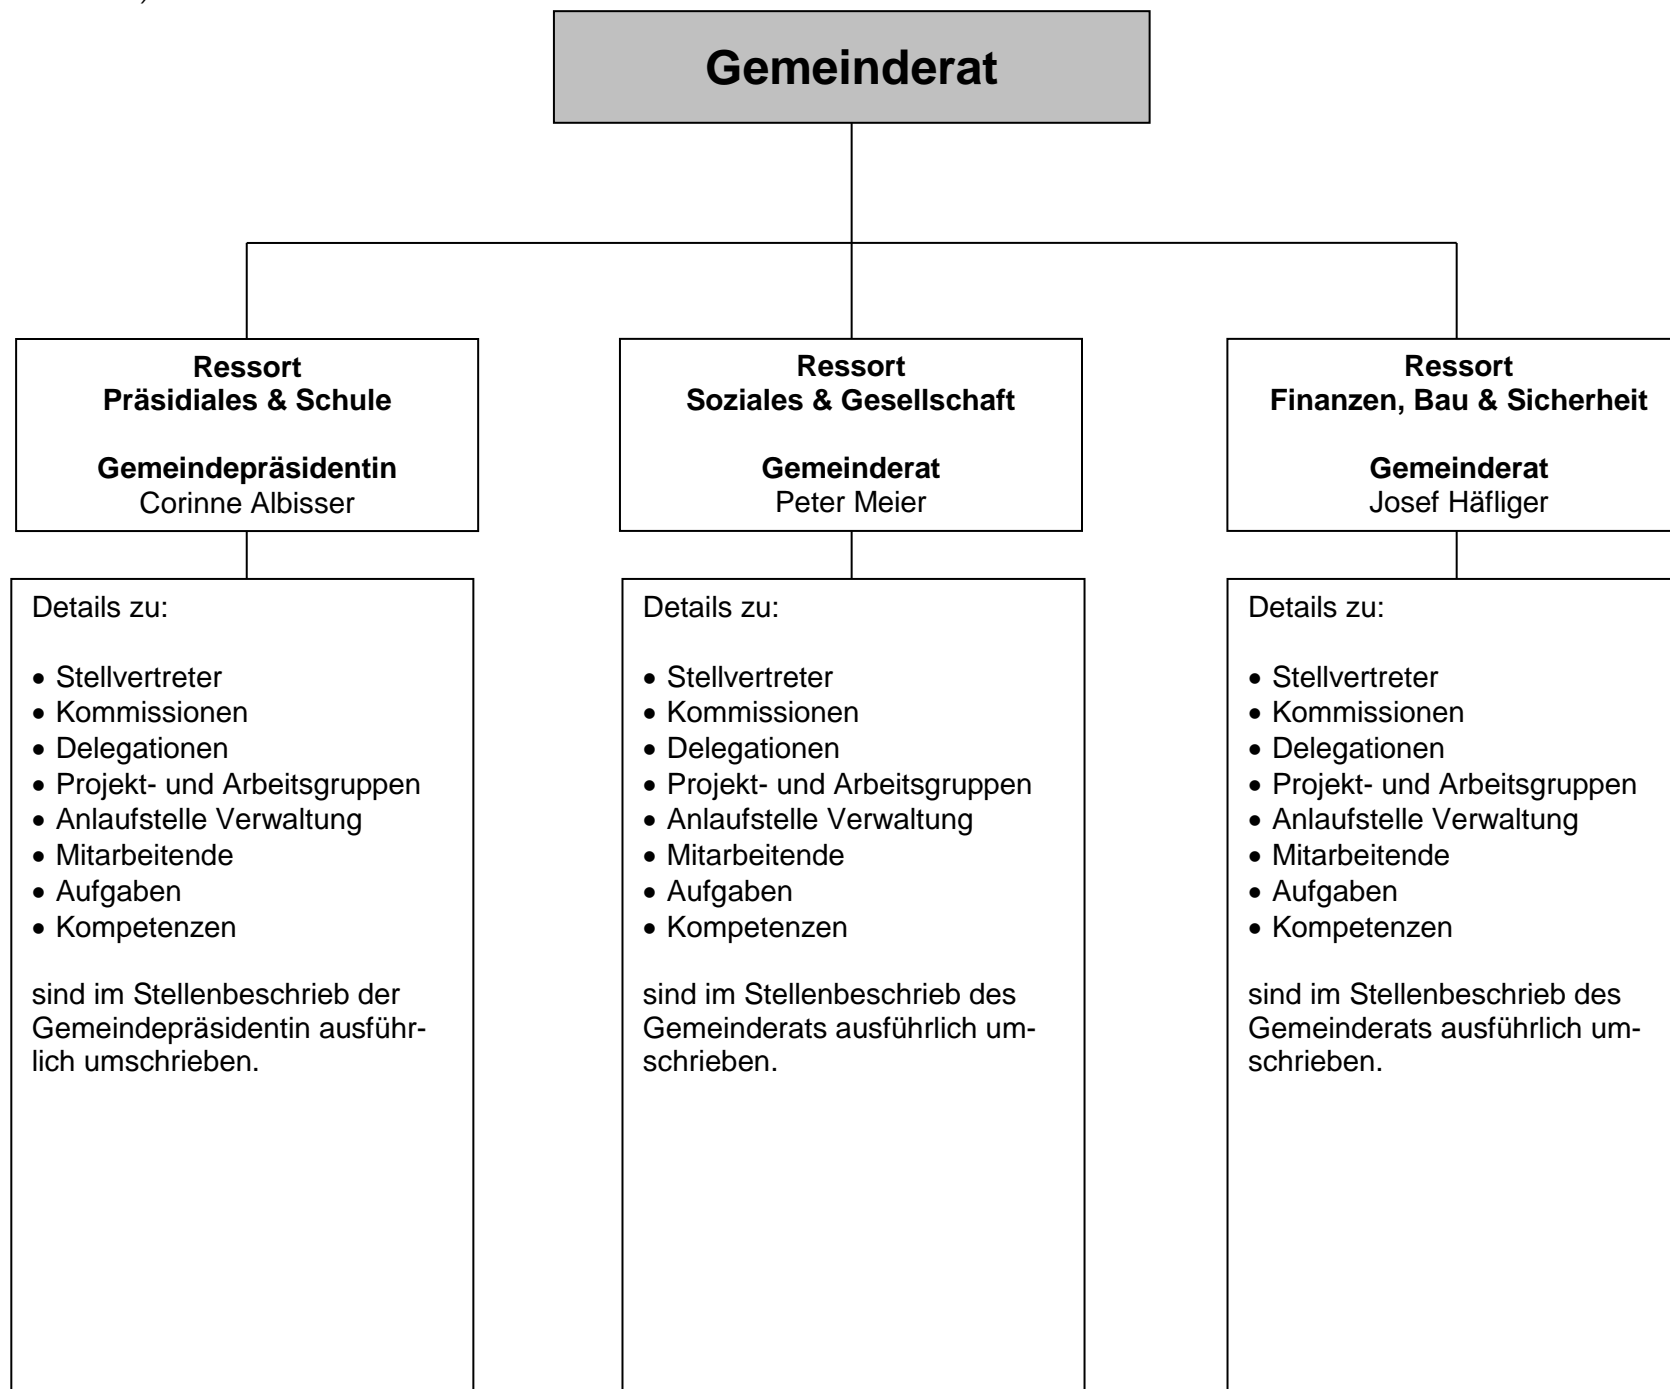 Gemeinderat
Ressort
Präsidiales & Schule
Gemeindepräsidentin
Corinne Albisser
Ressort
Soziales & Gesellschaft
Gemeinderat
Peter Meier
Ressort
Finanzen, Bau & Sicherheit
Gemeinderat
Josef Häfliger
Details zu:
• Stellvertreter
• Kommissionen
• Delegationen
• Projekt- und Arbeitsgruppen
• Anlaufstelle Verwaltung
• Mitarbeitende
• Aufgaben
• Kompetenzen
sind im Stellenbeschrieb der
Gemeindepräsidentin ausführ-
lich umschrieben.
Details zu:
• Stellvertreter
• Kommissionen
• Delegationen
• Projekt- und Arbeitsgruppen
• Anlaufstelle Verwaltung
• Mitarbeitende
• Aufgaben
• Kompetenzen
sind im Stellenbeschrieb des
Gemeinderats ausführlich um-
schrieben.
Details zu:
• Stellvertreter
• Kommissionen
• Delegationen
• Projekt- und Arbeitsgruppen
• Anlaufstelle Verwaltung
• Mitarbeitende
• Aufgaben
• Kompetenzen
sind im Stellenbeschrieb des
Gemeinderats ausführlich um-
schrieben.